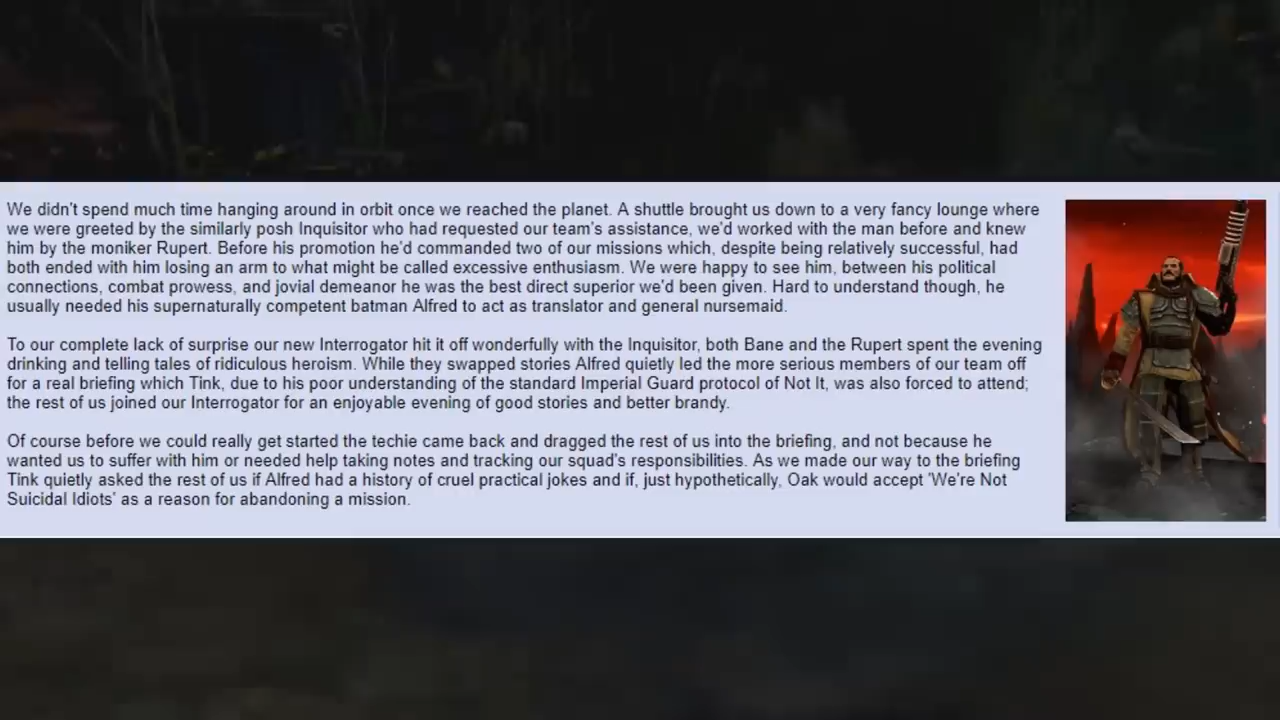 We didn't spend much time hanging around in orbit once we reached the planet. A shuttle brought us down to a very fancy lounge where
we were greeted by the similarly posh Inquisitor who had requested our team's assistance, we'd worked with the man before and knew
him by the moniker Rupert. Before his promotion he'd commanded two of our missions which, despite being relatively successful, had
both ended with him losing an arm to what might be called excessive enthusiasm. We were happy to see him, between his political
connections, combat prowess, and jovial demeanor he was the best direct superior we'd been given. Hard to understand though, he
usually needed his supernaturally competent batman Alfred to act as translator and general nursemaid.
To our complete lack of surprise our new Interrogator hit it off wonderfully with the Inquisitor, both Bane and the Rupert spent the evening
drinking and telling tales of ridiculous heroism. While they swapped stories Alfred quietly led the more serious members of our team off
for a real briefing which Tink, due to his poor understanding of the standard Imperial Guard protocol of Not It, was also forced to attend;
the rest of us joined our Interrogator for an enjoyable evening of good stories and better brandy.
Of course before we could really get started the techie came back and dragged the rest of us into the briefing, and not because he
wanted us to suffer with him or needed help taking notes and tracking our squad's responsibilities. As we made our way to the briefing
Tink quietly asked the rest of us if Alfred had a history of cruel practical jokes and if, just hypothetically, Oak would accept 'We're Not
Suicidal Idiots' as a reason for abandoning a mission.